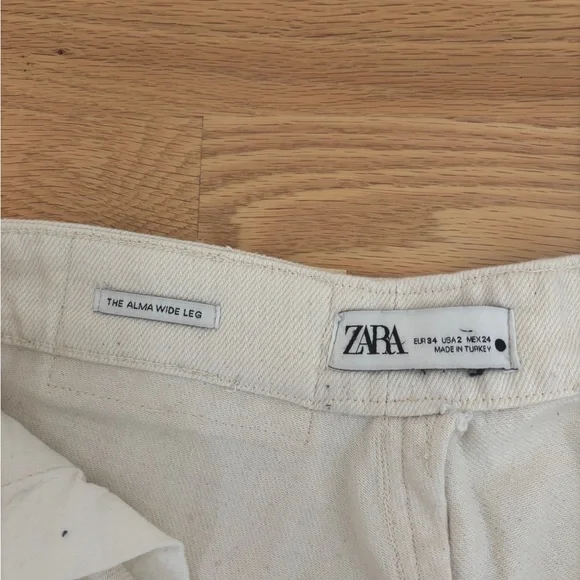 THE ALMA WIDE LEG
ZARA
EUR 34 USA 2 MEX 24
MADE IN TURKEY